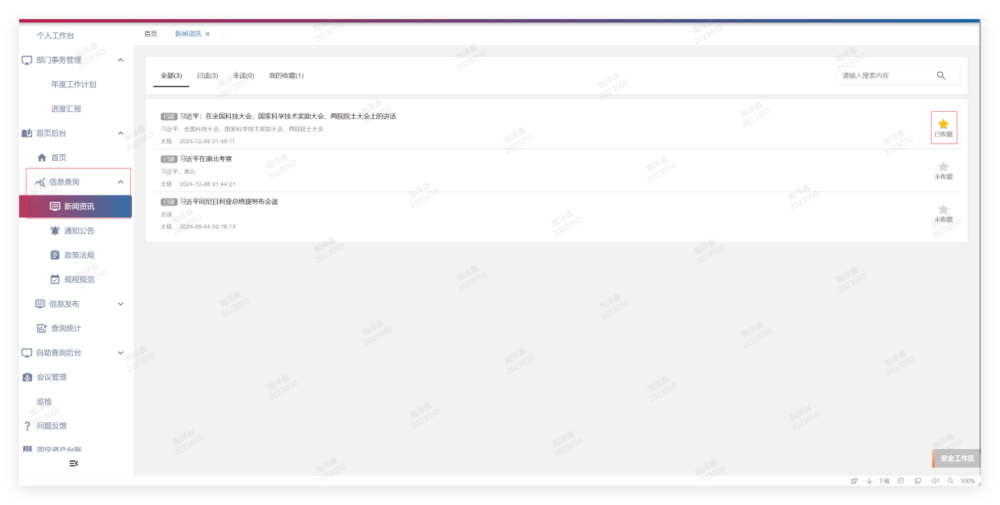 个人工作台
部门事务管理
年度工作计划
进度汇报
首页后台
首页
信息查询
新闻资讯
通知公告
政策法规
规程规范
信息发布
查询统计
自助查询后台
会议管理
巡检
问题反馈
固定资产台账
首页 新闻资讯 ×
全部(3) 已读(3) 未读(0) 我的收藏(1)
请输入搜索内容
已读 习近平：在全国科技大会、国家科学技术奖励大会、两院院士大会上的讲话
习近平、全国科技大会、国家科学技术奖励大会、两院院士大会
太极 2024-12-06 01:49:11
已收藏
已读 习近平在湖北考察
习近平，湖北
太极 2024-12-06 01:44:21
未收藏
已读 习近平同尼日利亚总统提努布会谈
会谈
太极 2024-09-04 02:18:13
未收藏
安全工作区
下载 100%